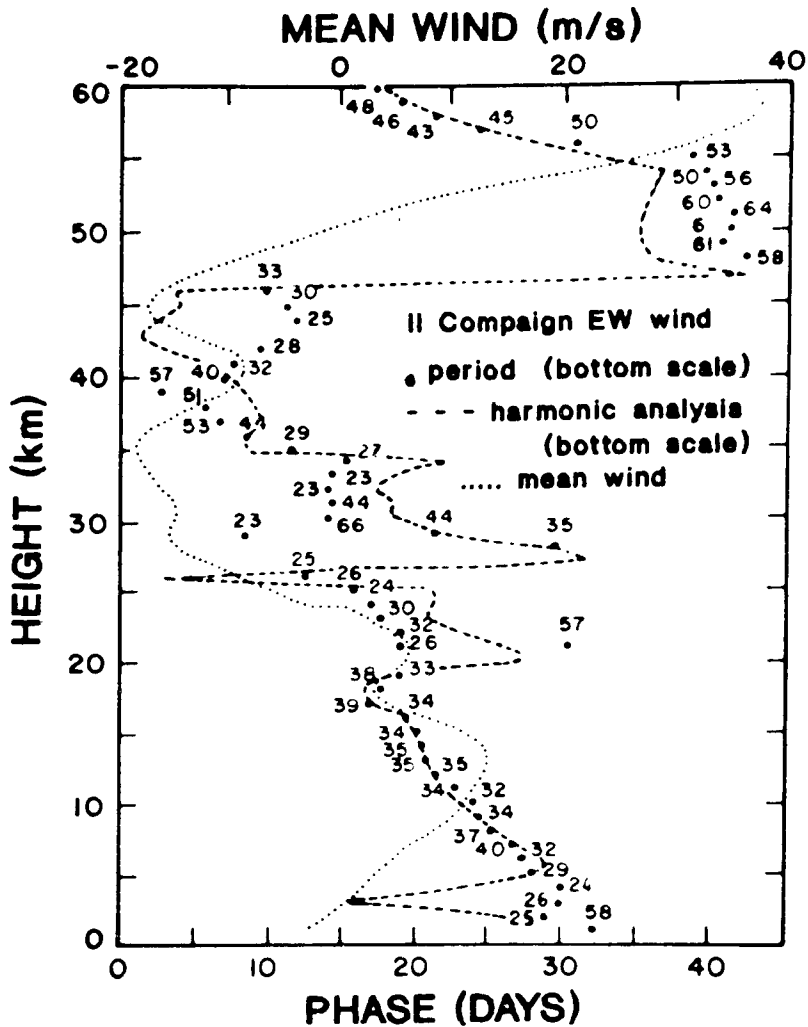 MEAN WIND (m/s)
-20 0 20 40
60
48 46 43 45 50
53
50 56
60 64
50 6
61 58
33
30
25
II Compaign EW wind
28
40 32 period (bottom scale)
40
57
51
53 44 harmonic analysis
29 (bottom scale)
27
23 mean wind
23
44
30 66 44 35
23
25 26
24
30
32 57
26
20 38 33
39 34
34
35
35 35
34 32
10
34
37
40 32
29
24
26
25 58
0
0 10 20 30 40
PHASE (DAYS)
HEIGHT (km)